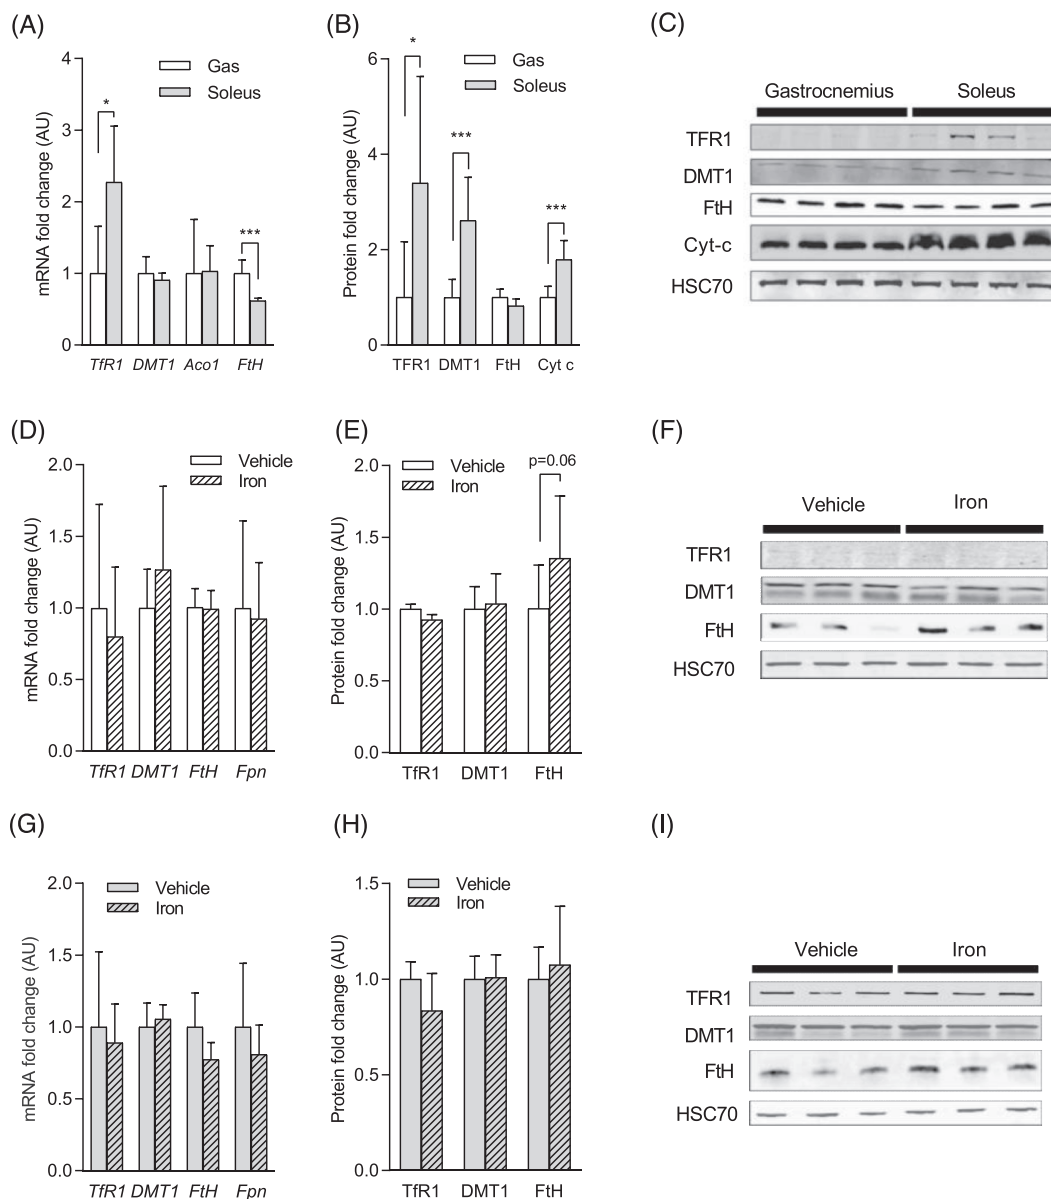 (A)
4
3
2
1
0
mRNA fold change (AU)
Gas
Soleus
*
***
TfR1 DMT1 Aco1 FtH
(B)
6
4
2
0
Protein fold change (AU)
Gas
Soleus
*
***
***
TFR1 DMT1 FtH Cyt c
(C)
Gastrocnemius Soleus
TFR1
DMT1
FtH
Cyt-c
HSC70
(D)
2.0
1.5
1.0
0.5
0.0
mRNA fold change (AU)
Vehicle
Iron
TfR1 DMT1 FtH Fpn
(E)
2.0
1.5
1.0
0.5
0.0
Protein fold change (AU)
Vehicle
Iron
p=0.06
TfR1 DMT1 FtH
(F)
Vehicle Iron
TFR1
DMT1
FtH
HSC70
(G)
2.0
1.5
1.0
0.5
0.0
mRNA fold change (AU)
Vehicle
Iron
TfR1 DMT1 FtH Fpn
(H)
1.5
1.0
0.5
0.0
Protein fold change (AU)
Vehicle
Iron
TfR1 DMT1 FtH
(I)
Vehicle Iron
TFR1
DMT1
FtH
HSC70